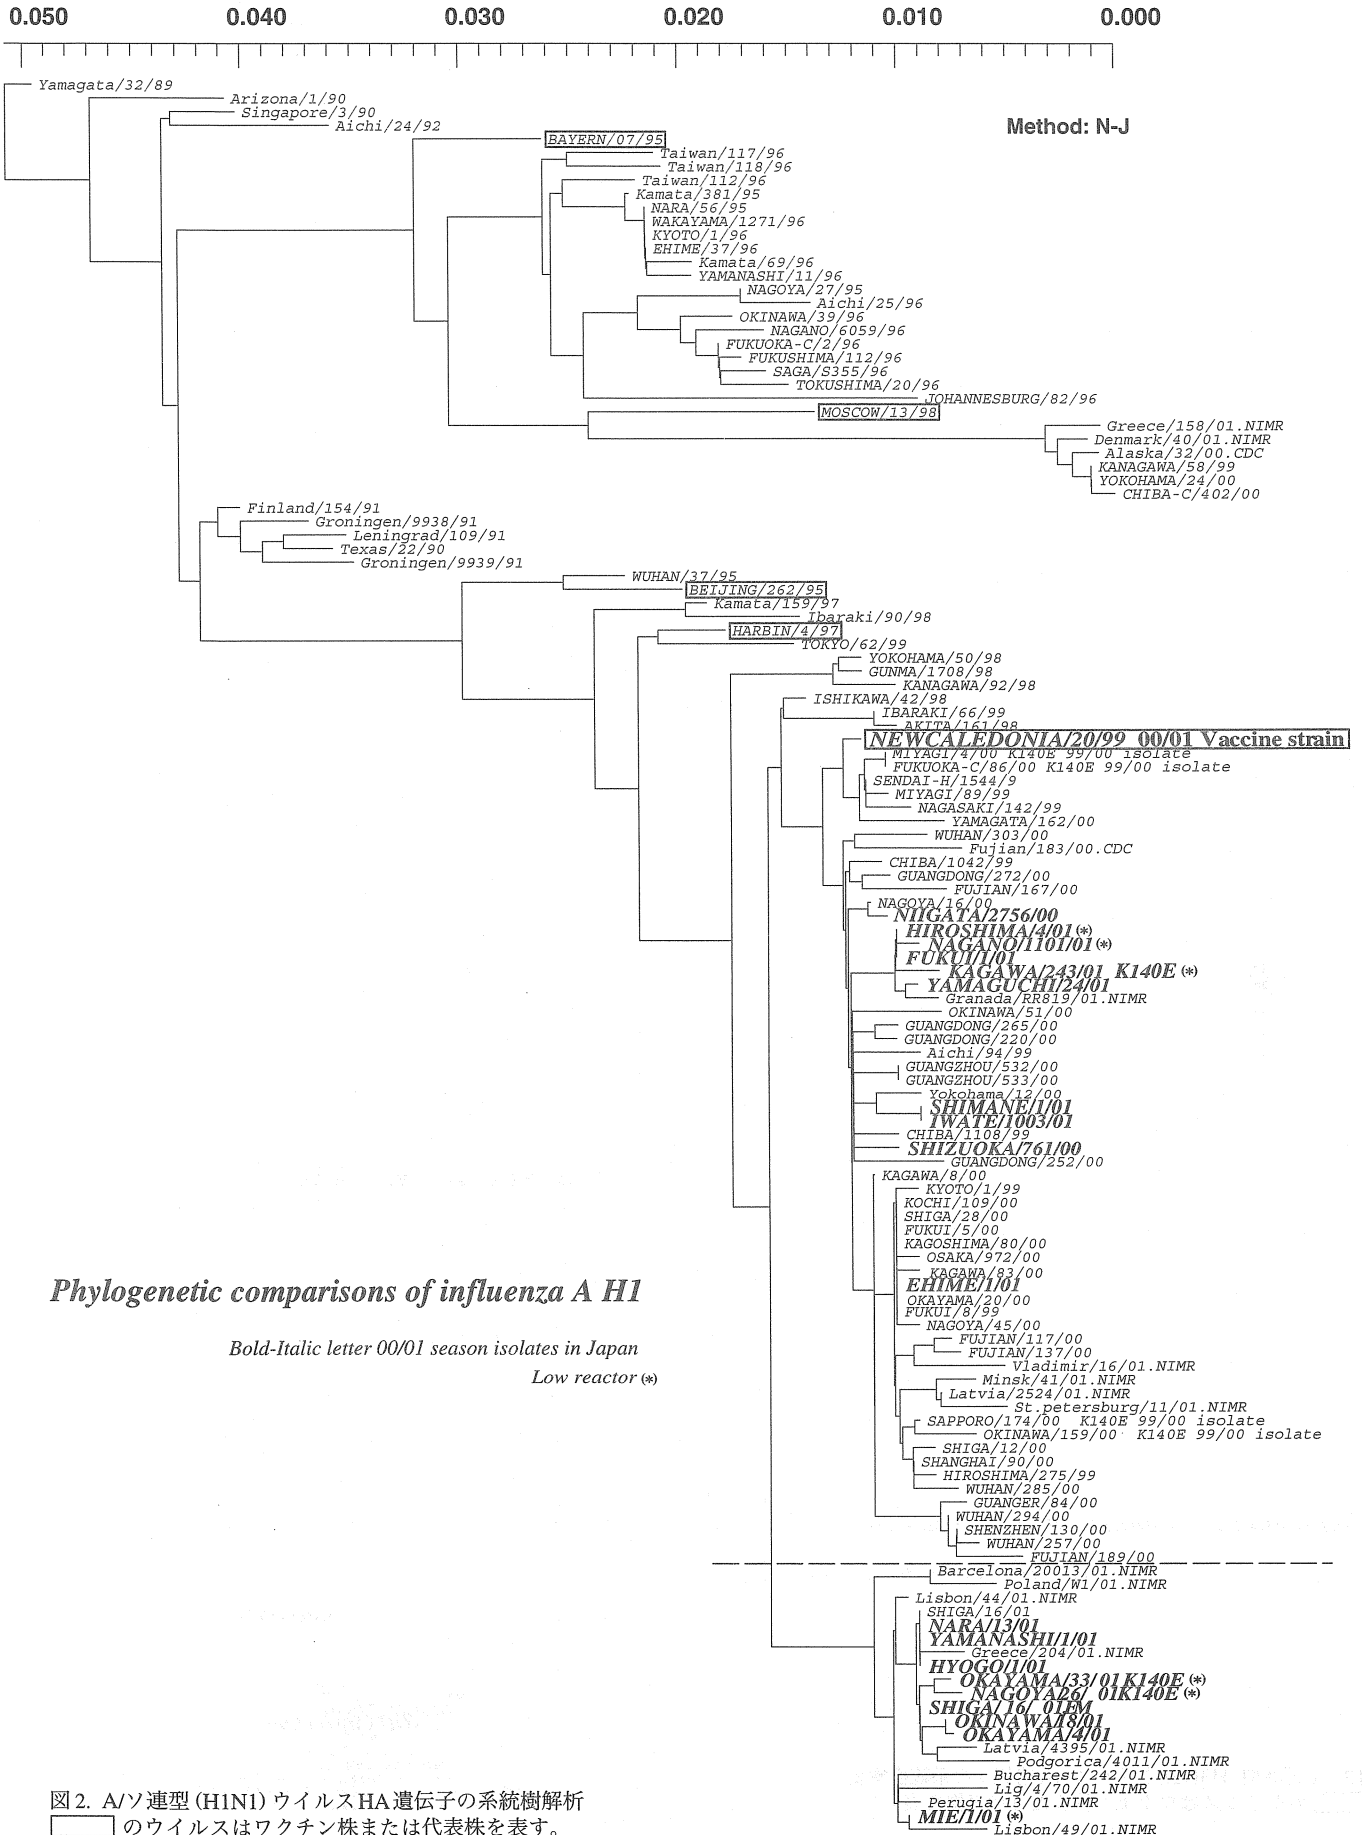 0.050 0.040 0.030 0.020 0.010 0.000
Yamagata/32/89
Arizona/1/90
Singapore/3/90
Aichi/24/92
Method: N-J
BAYERN/07/95
Taiwan/117/96
Taiwan/118/96
Taiwan/112/96
Kamata/381/95
NARA/56/95
WAKAYAMA/1271/96
KYOTO/1/96
EHIME/37/96
Kamata/69/96
YAMANASHI/11/96
NAGOYA/27/95
Aichi/25/96
OKINAWA/39/96
NAGANO/6059/96
FUKUOKA-C/2/96
FUKUSHIMA/112/96
SAGA/S355/96
TOKUSHIMA/20/96
JOHANNESBURG/82/96
MOSCOW/13/98
Greece/158/01.NIMR
Denmark/40/01.NIMR
Alaska/32/00.CDC
KANAGAWA/58/99
YOKOHAMA/24/00
CHIBA-C/402/00
Finland/154/91
Groningen/9938/91
Leningrad/109/91
Texas/22/90
Groningen/9939/91
WUHAN/37/95
BEIJING/262/95
Kamata/159/97
Ibaraki/90/98
HARBIN/4/97
TOKYO/62/99
YOKOHAMA/50/98
GUNMA/1708/98
KANAGAWA/92/98
ISHIKAWA/42/98
IBARAKI/66/99
AKITA/161/98
NEWCALEDONIA/20/99 00/01 Vaccine strain
MIYAGI/4/00 K140E 99/00 isolate
FUKUOKA-C/86/00 K140E 99/00 isolate
SENDAI-H/1544/9
MIYAGI/89/99
NAGASAKI/142/99
YAMAGATA/162/00
WUHAN/303/00
Fujian/183/00.CDC
CHIBA/1042/99
GUANGDONG/272/00
FUJIAN/167/00
NAGOYA/16/00
NIIGATA/2756/00
HIROSHIMA/4/01 (*)
NAGANO/1101/01 (*)
FUKUI/1/01
KAGAWA/243/01 K140E (*)
YAMAGUCHI/24/01
Granada/RR819/01.NIMR
OKINAWA/51/00
GUANGDONG/265/00
GUANGDONG/220/00
Aichi/94/99
GUANGZHOU/532/00
GUANGZHOU/533/00
Yokohama/12/00
SHIMANE/1/01
IWATE/1003/01
CHIBA/1108/99
SHIZUOKA/761/00
GUANGDONG/252/00
KAGAWA/8/00
KYOTO/1/99
KOCHI/109/00
SHIGA/28/00
FUKUI/5/00
KAGOSHIMA/80/00
OSAKA/972/00
KAGAWA/83/00
EHIME/1/01
OKAYAMA/20/00
FUKUI/8/99
NAGOYA/45/00
FUJIAN/117/00
FUJIAN/137/00
Vladimir/16/01.NIMR
Minsk/41/01.NIMR
Latvia/2524/01.NIMR
St.petersburg/11/01.NIMR
SAPPORO/174/00 K140E 99/00 isolate
OKINAWA/159/00 K140E 99/00 isolate
SHIGA/12/00
SHANGHAI/90/00
HIROSHIMA/275/99
WUHAN/285/00
GUANGER/84/00
WUHAN/294/00
SHENZHEN/130/00
WUHAN/257/00
FUJIAN/189/00
Barcelona/20013/01.NIMR
Poland/W1/01.NIMR
Lisbon/44/01.NIMR
SHIGA/16/01
NARA/13/01
YAMANASHI/1/01
Greece/204/01.NIMR
HYOGO/1/01
OKAYAMA/33/01K140E (*)
NAGOYA26/ 01K140E (*)
SHIGA/16/ 01EM
OKINAWA18/01
OKAYAMA/4/01
Latvia/4395/01.NIMR
Podgorica/4011/01.NIMR
Bucharest/242/01.NIMR
Lig/4/70/01.NIMR
Perugia/13/01.NIMR
MIE/1/01 (*)
Lisbon/49/01.NIMR
Phylogenetic comparisons of influenza A H1
Bold-Italic letter 00/01 season isolates in Japan
Low reactor (*)
図2. A/ソ連型 (H1N1) ウイルスHA遺伝子の系統樹解析
のウイルスはワクチン株または代表株を表す。